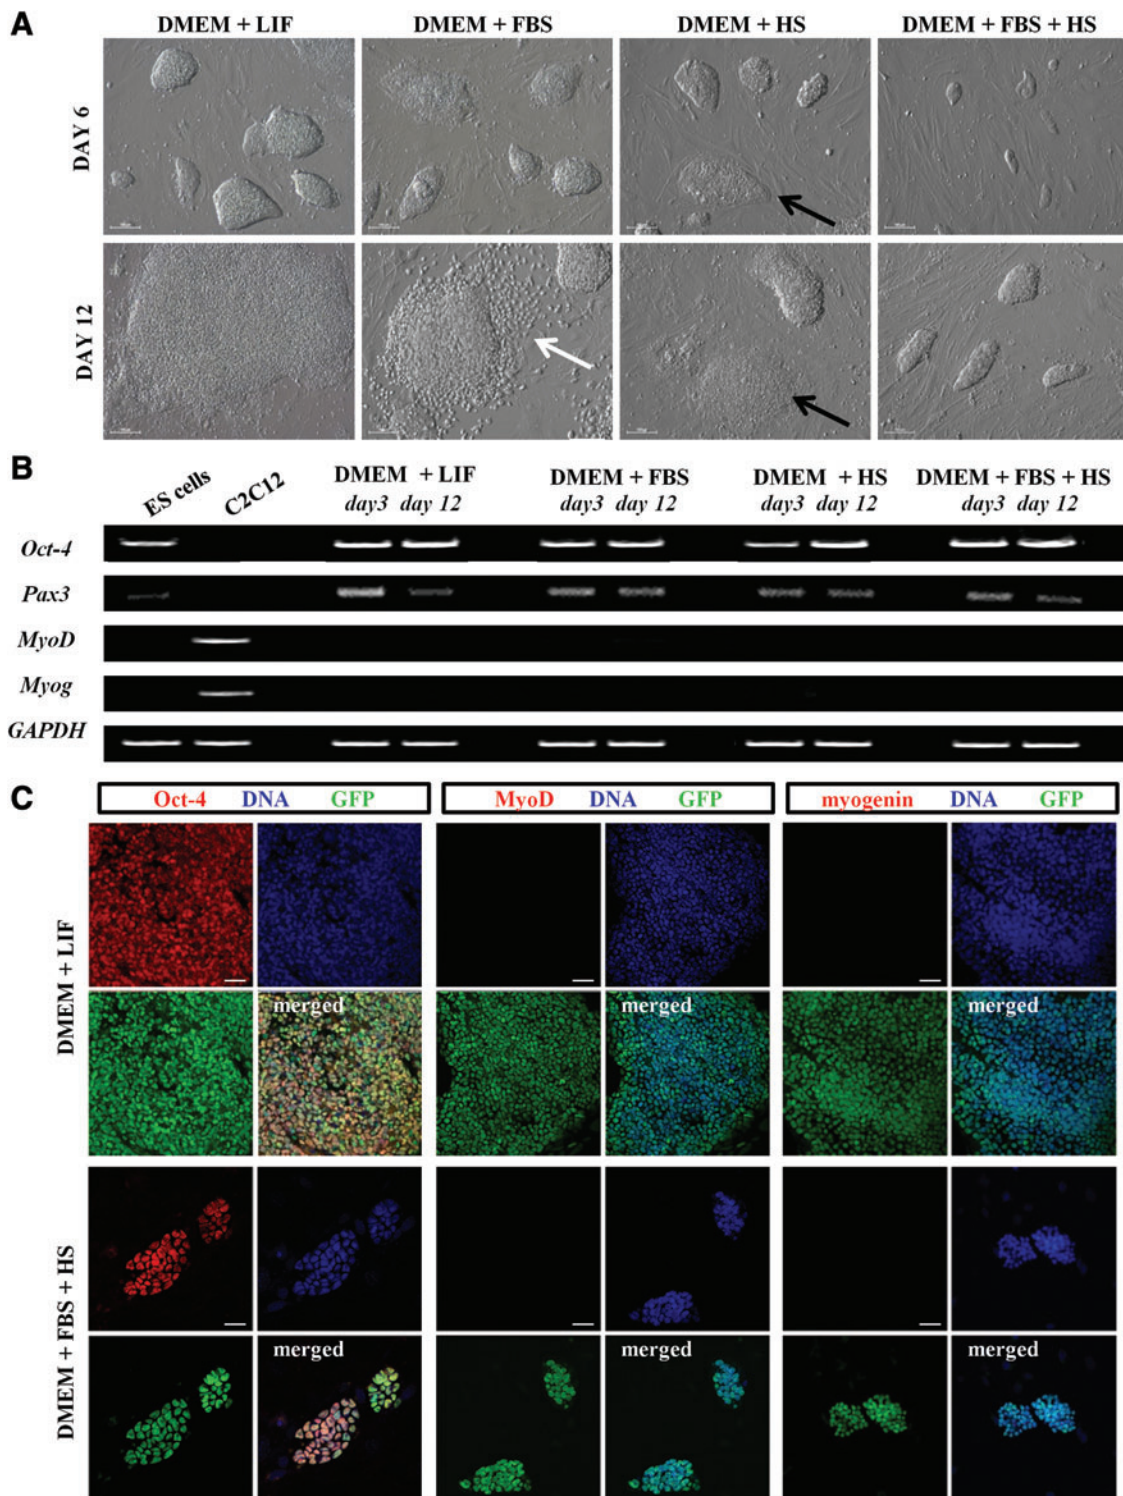 A
DMEM + LIF DMEM + FBS DMEM + HS DMEM + FBS + HS
DAY 6
DAY 12
B
ES cells C2C12 DMEM + LIF DMEM + FBS DMEM + HS DMEM + FBS + HS
day3 day 12 day3 day 12 day3 day 12 day3 day 12
Oct-4
Pax3
MyoD
Myog
GAPDH
C
Oct-4 DNA GFP MyoD DNA GFP myogenin DNA GFP
DMEM + LIF
merged merged merged
DMEM + FBS + HS
merged merged merged